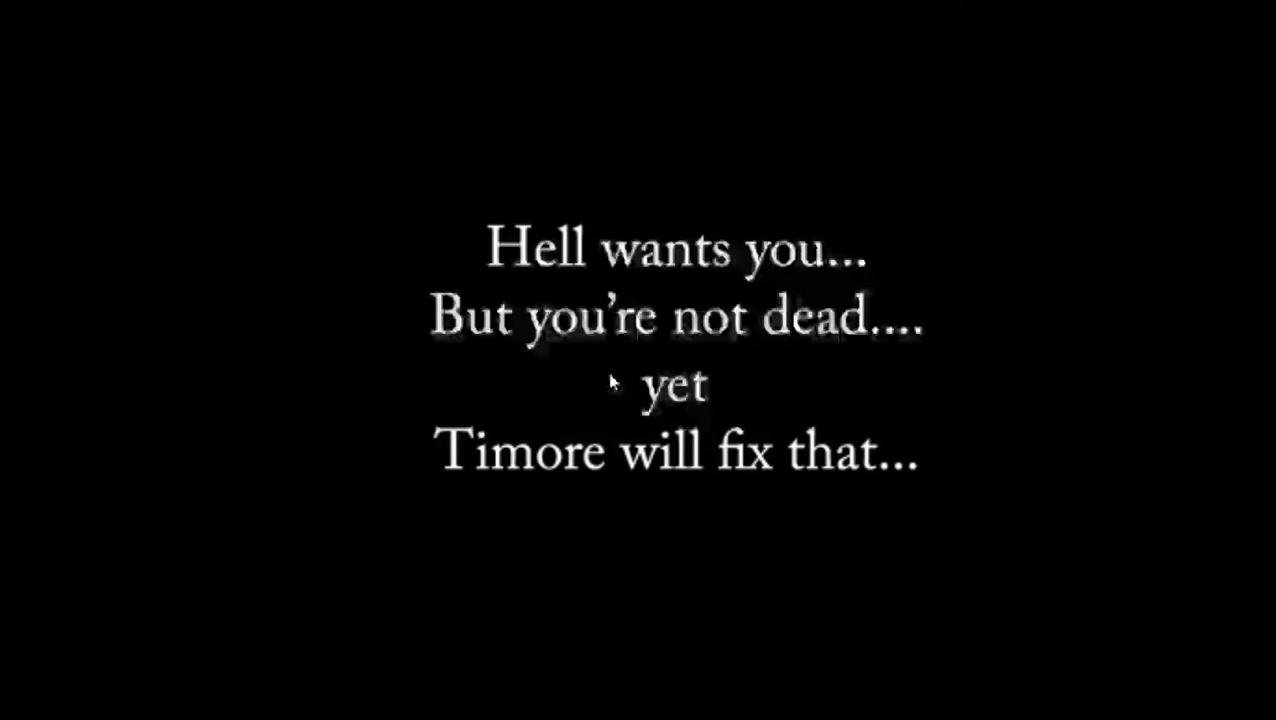 Hell wants you...
But you’re not dead....
yet
Timore will fix that...